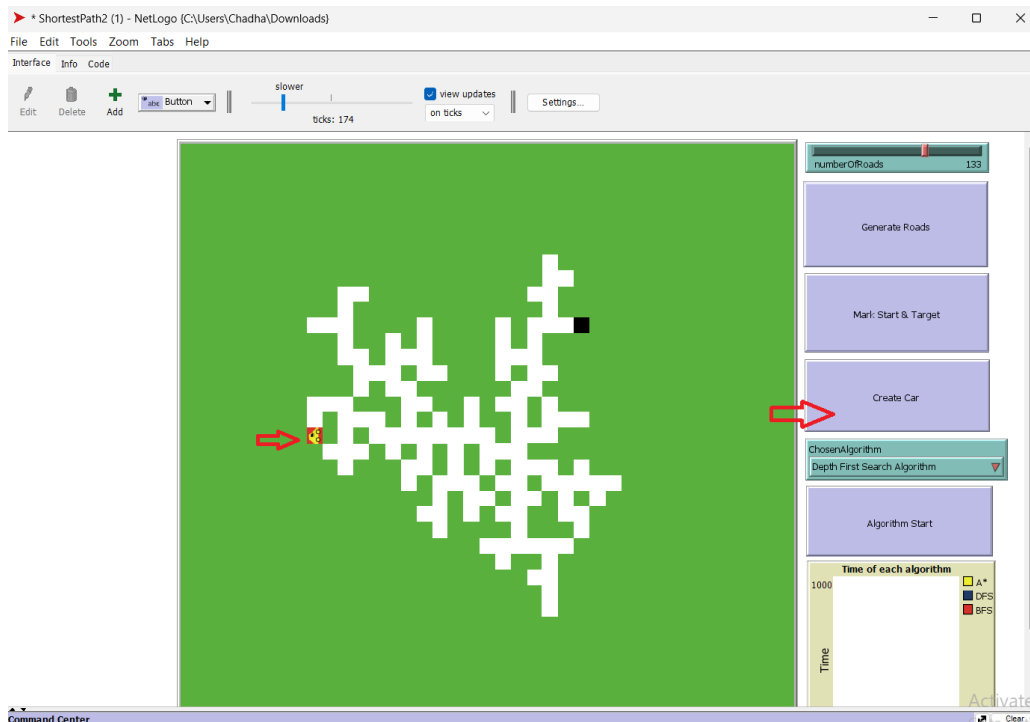 * ShortestPath2 (1) - NetLogo {C:\Users\Chadha\Downloads}
File Edit Tools Zoom Tabs Help
Interface Info Code
Edit Delete Add abc Button slower ticks: 174 view updates on ticks Settings...
numberOfRoads 133
Generate Roads
Mark Start & Target
Create Car
ChosenAlgorithm
Depth First Search Algorithm
Algorithm Start
Time of each algorithm
1000
Time
A*
DFS
BFS
Activate
Command Center Clear